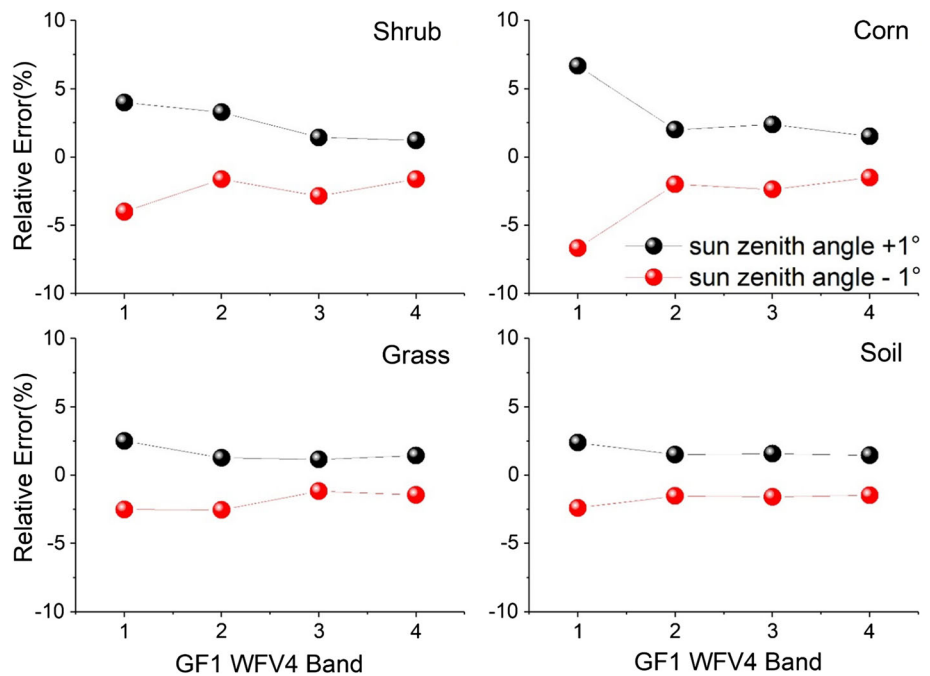 Shrub
Relative Error(%)
10
5
0
-5
-10
1 2 3 4
Corn
10
5
0
-5
-10
sun zenith angle +1°
sun zenith angle - 1°
1 2 3 4
Grass
Relative Error(%)
10
5
0
-5
-10
1 2 3 4
GF1 WFV4 Band
Soil
10
5
0
-5
-10
1 2 3 4
GF1 WFV4 Band